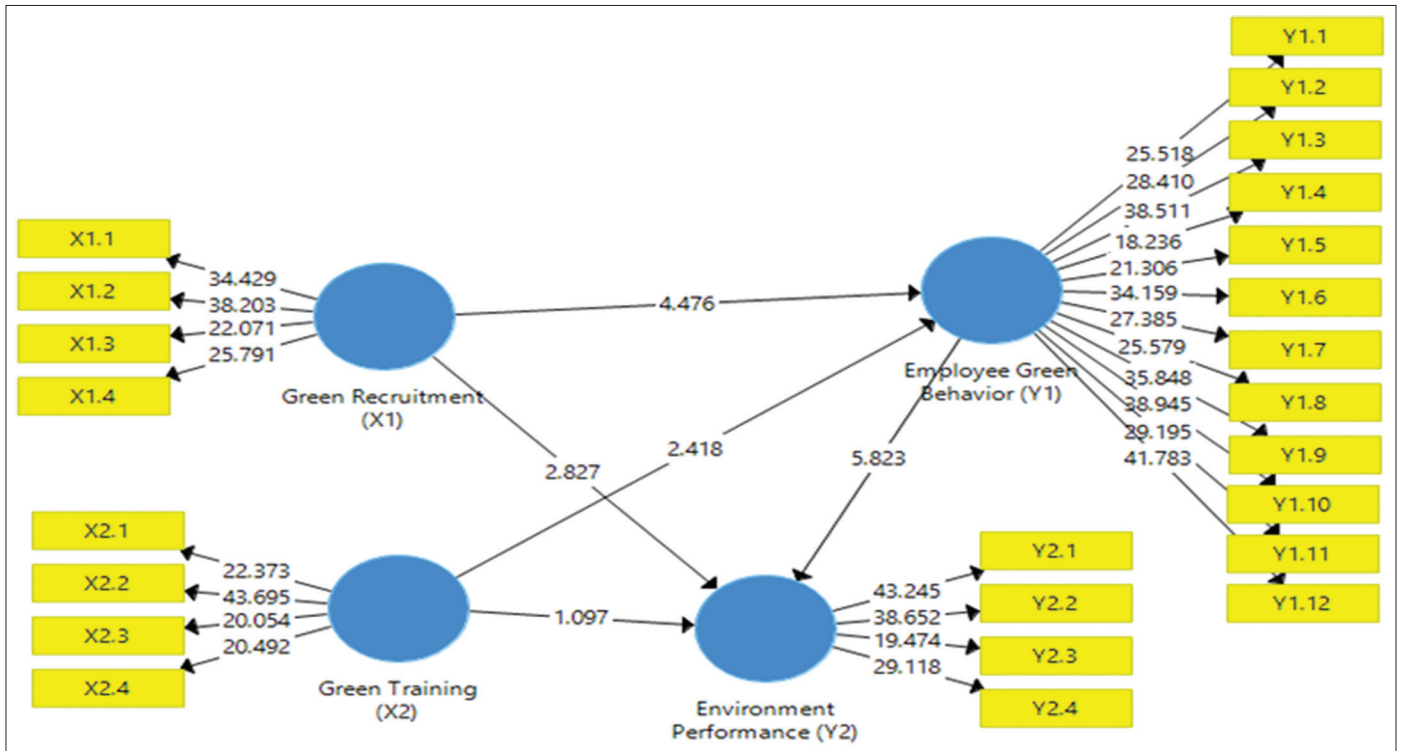 X1.1
X1.2
X1.3
X1.4
34.429
38.203
22.071
25.791
Green Recruitment
(X1)
X2.1
X2.2
X2.3
X2.4
22.373
43.695
20.054
20.492
Green Training
(X2)
4.476
2.827
2.418
1.097
5.823
Employee Green
Behavior (Y1)
25.518
28.410
38.511
18.236
21.306
34.159
27.385
25.579
35.848
38.945
29.195
41.783
Y1.1
Y1.2
Y1.3
Y1.4
Y1.5
Y1.6
Y1.7
Y1.8
Y1.9
Y1.10
Y1.11
Y1.12
Environment
Performance (Y2)
43.245
38.652
19.474
29.118
Y2.1
Y2.2
Y2.3
Y2.4